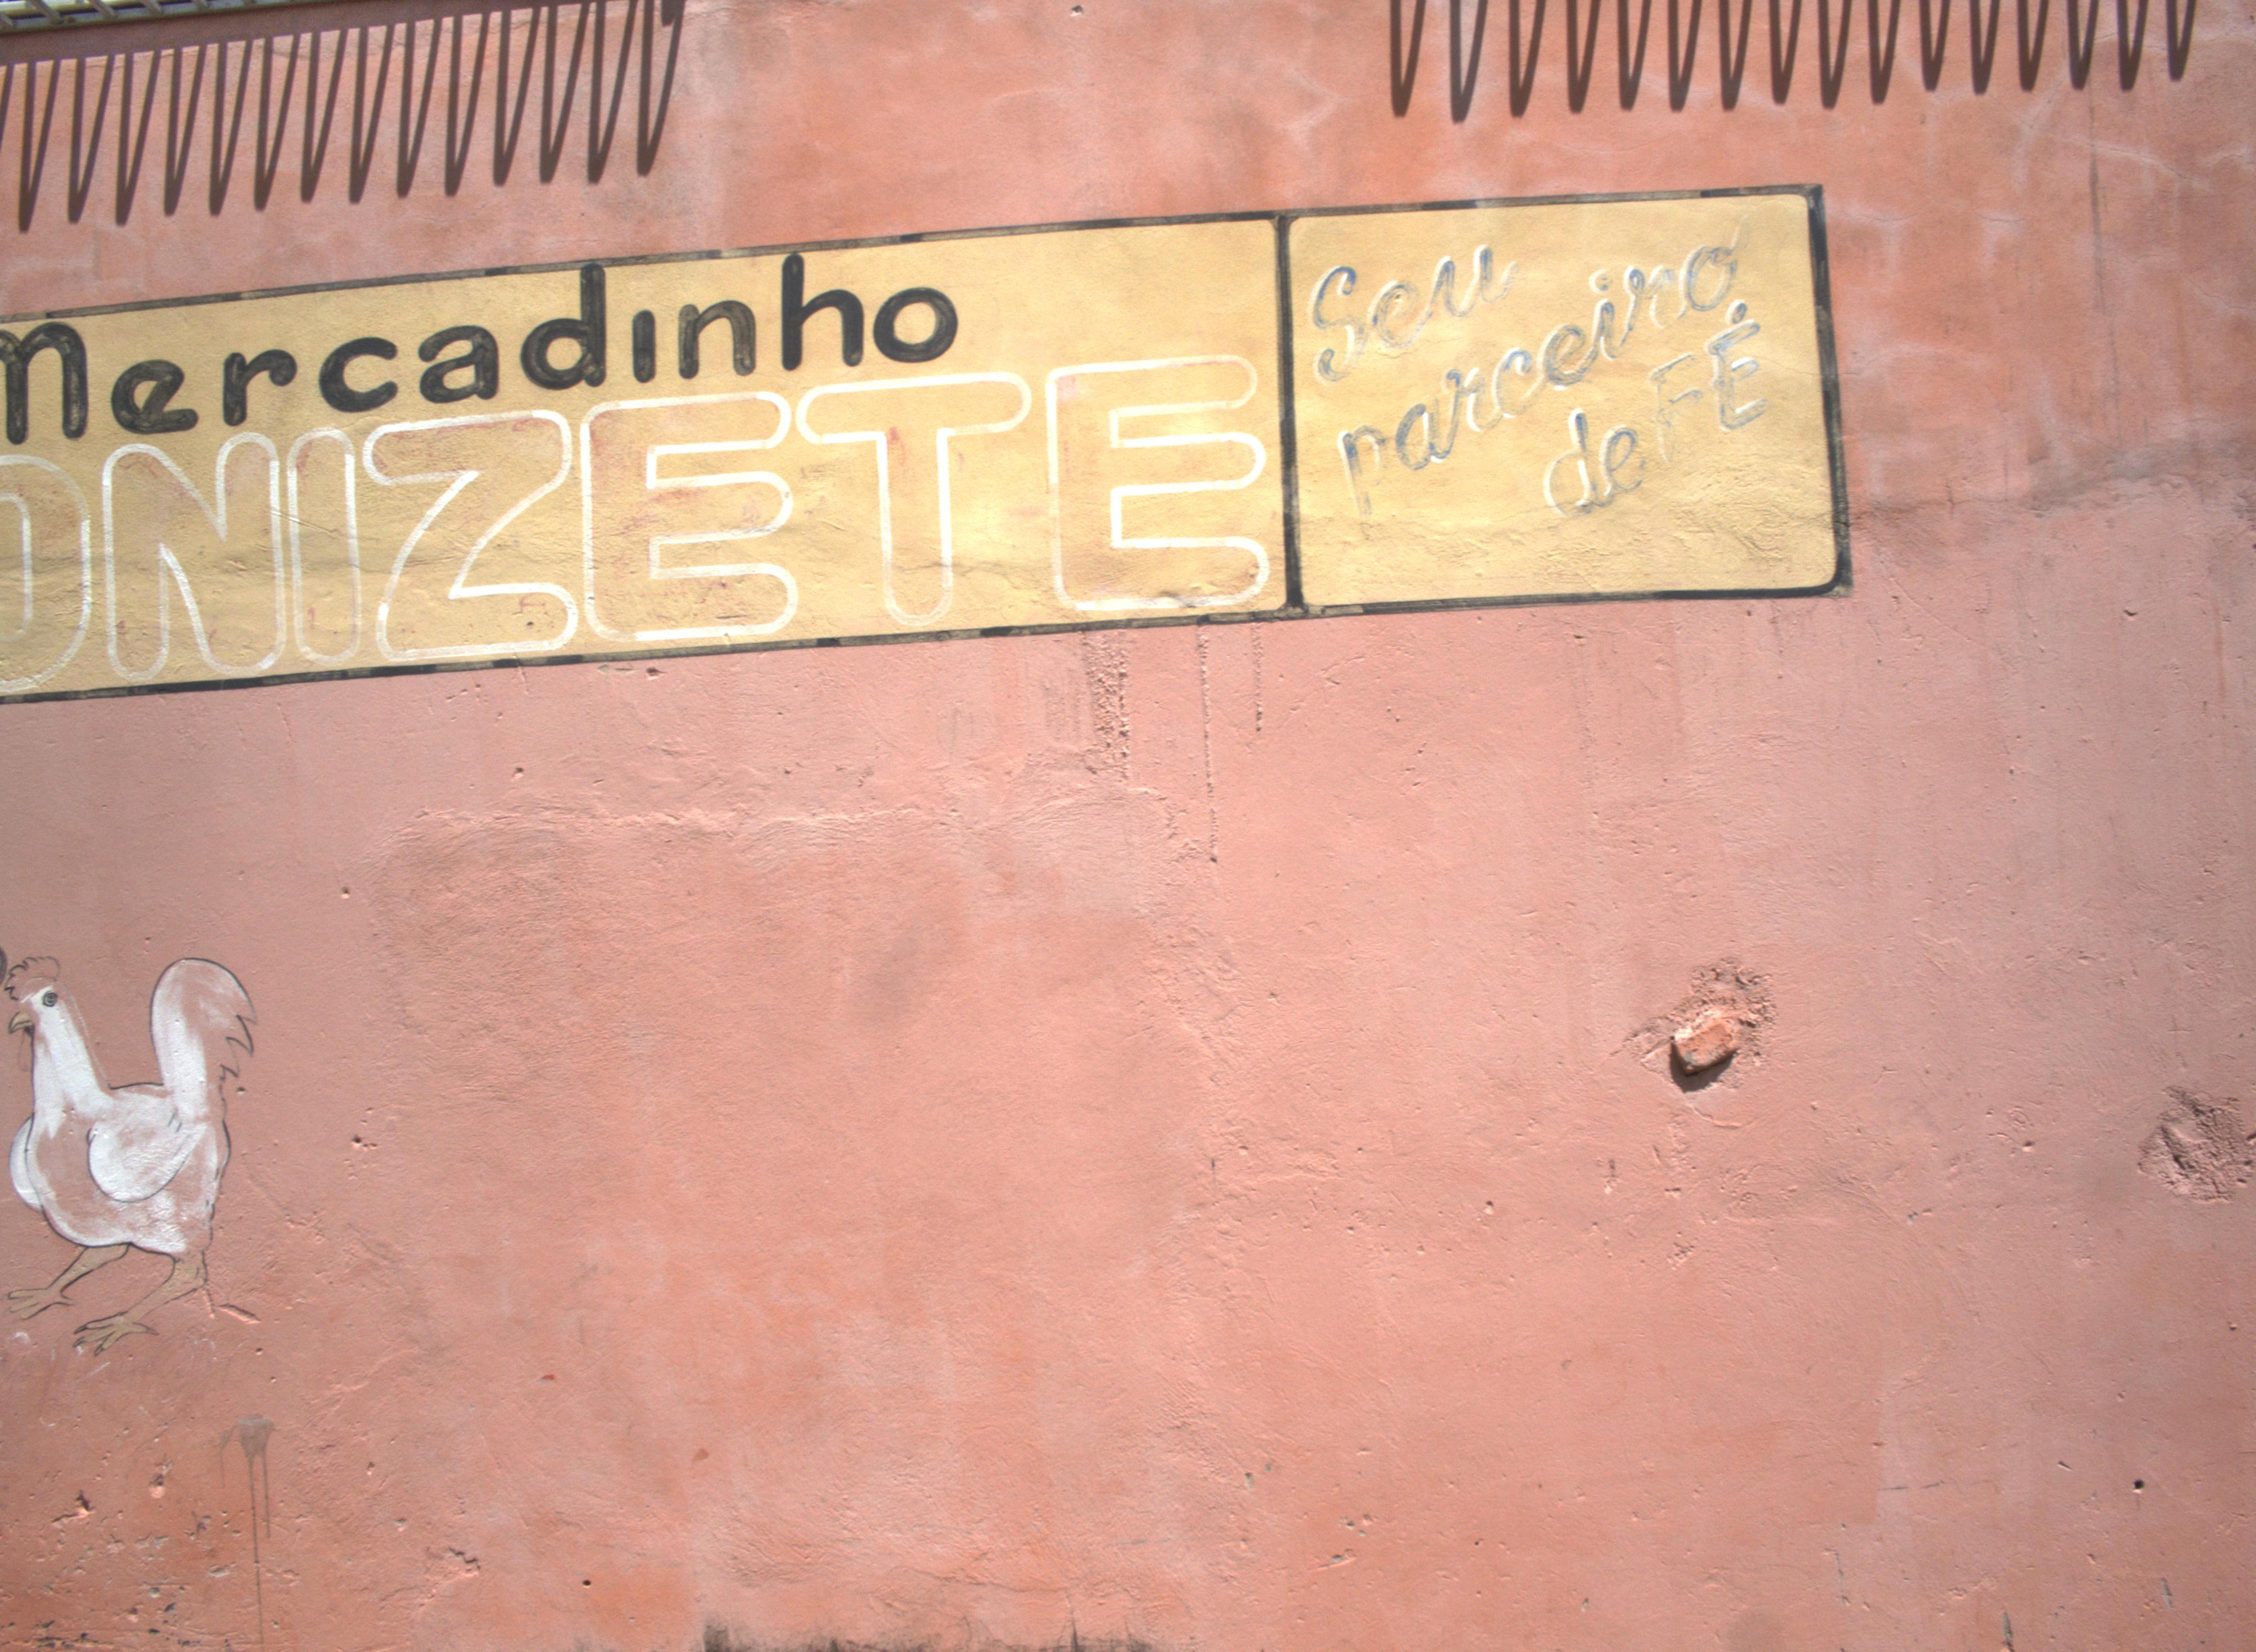 Mercadinho
ONIZETE
Seu
parceiro
de FÉ